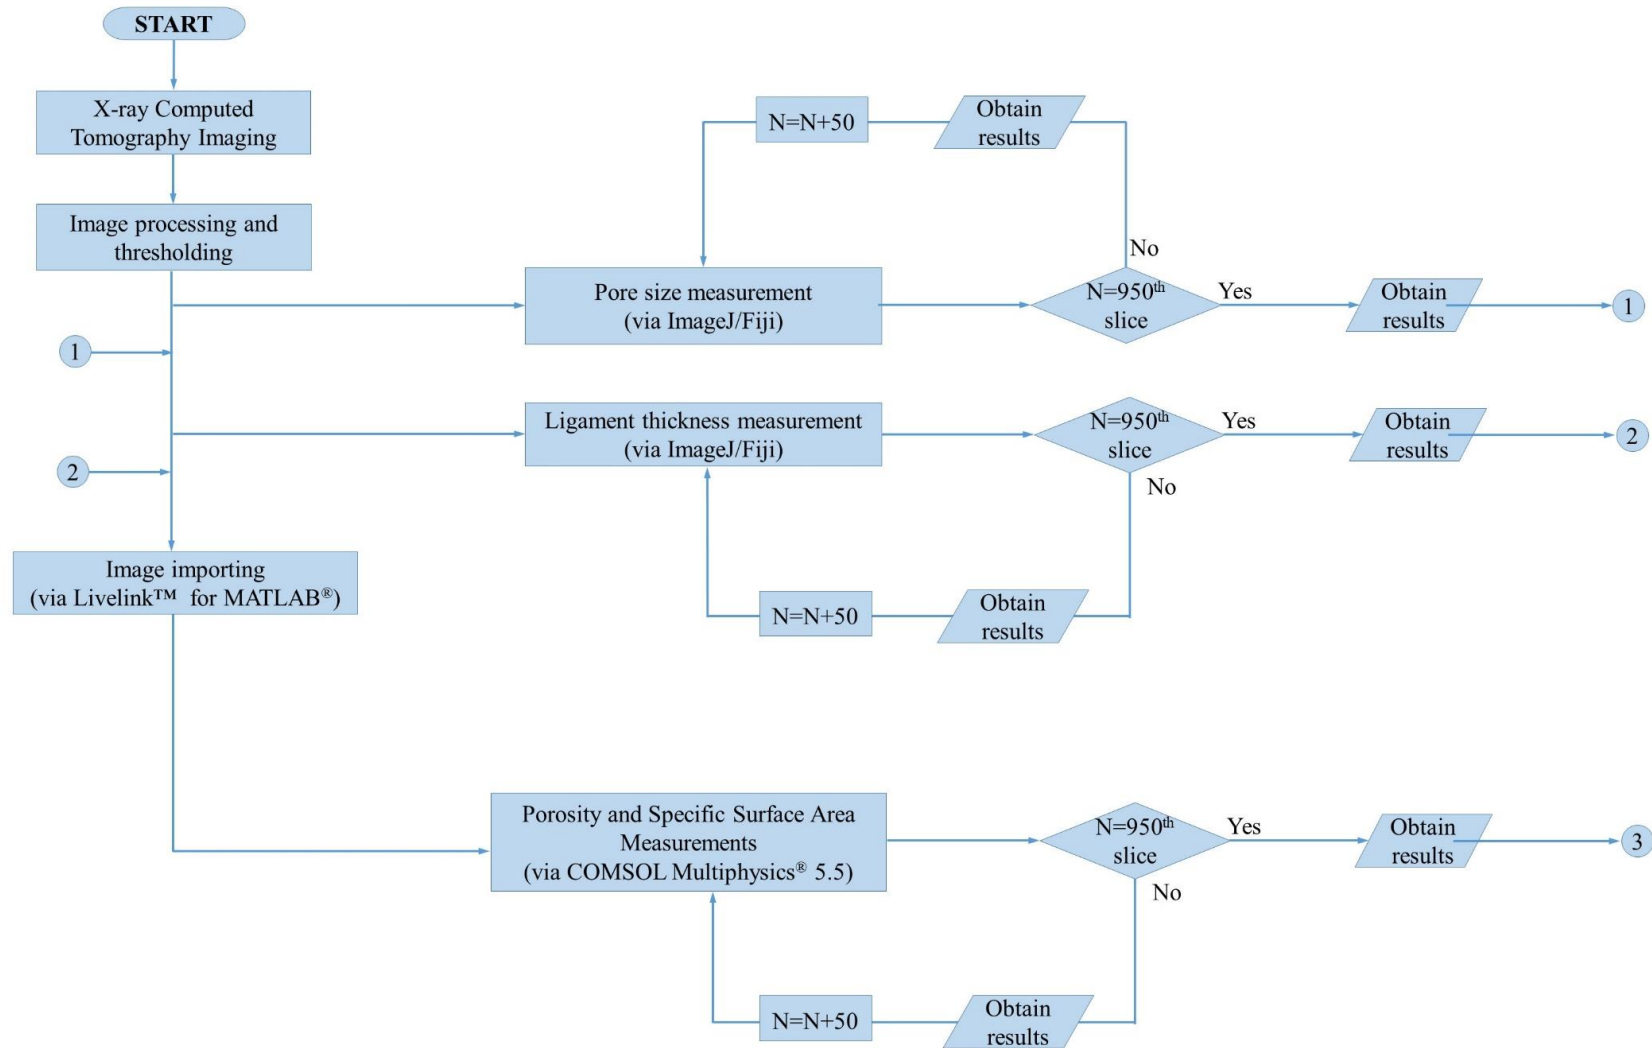 START
X-ray Computed
Tomography Imaging
Image processing and
thresholding
N=N+50
Obtain
results
No
Pore size measurement
(via ImageJ/Fiji)
N=950th
slice
Yes
Obtain
results
1
1
Ligament thickness measurement
(via ImageJ/Fiji)
N=950th
slice
Yes
Obtain
results
2
2
No
N=N+50
Obtain
results
Image importing
(via Livelink™ for MATLAB®)
Porosity and Specific Surface Area
Measurements
(via COMSOL Multiphysics® 5.5)
N=950th
slice
Yes
Obtain
results
3
No
N=N+50
Obtain
results